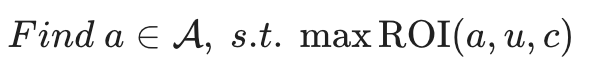 Find a ∈ 𝒜, s.t. max ROI(a, u, c)